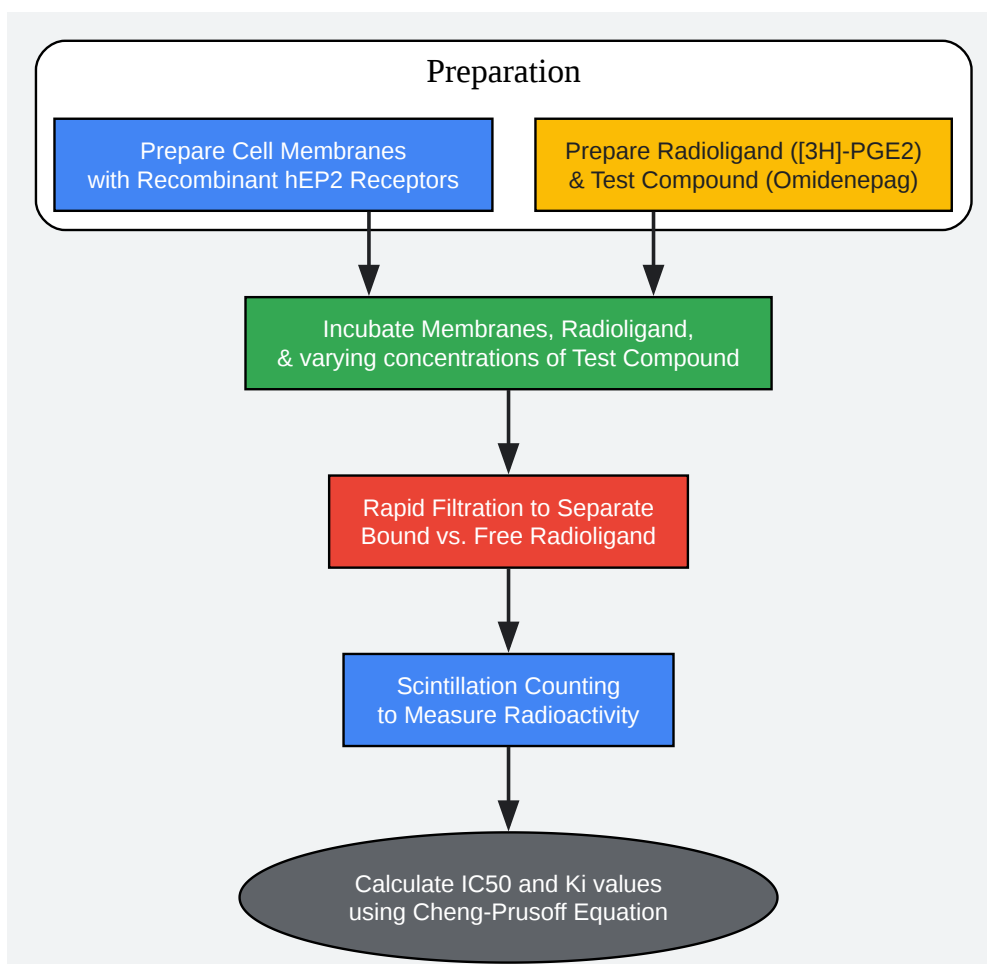 Preparation
Prepare Cell Membranes
with Recombinant hEP2 Receptors
Prepare Radioligand ([3H]-PGE2)
& Test Compound (Omidenepag)
Incubate Membranes, Radioligand,
& varying concentrations of Test Compound
Rapid Filtration to Separate
Bound vs. Free Radioligand
Scintillation Counting
to Measure Radioactivity
Calculate IC50 and Ki values
using Cheng-Prusoff Equation